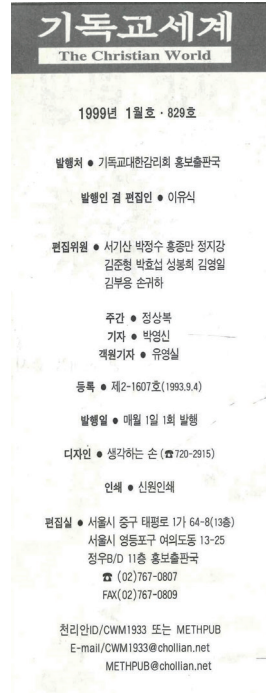 기독교세계
The Christian World
1999년 1월호 · 829호
발행처 ● 기독교대한감리회 홍보출판국
발행인 겸 편집인 ● 이유식
편집위원 ● 서기산 박정수 홍종만 정지강
김준형 박효섭 성봉희 김영일
김부응 손귀하
주간 ● 정상복
기자 ● 박영신
객원기자 ● 유영실
등록 ● 제2-1607호(1993.9.4)
발행일 ● 매월 1일 1회 발행
디자인 ● 생각하는 손 (☎720-2915)
인쇄 ● 신원인쇄
편집실 ● 서울시 중구 태평로 1가 64-8(13층)
서울시 영등포구 여의도동 13-25
정우B/D 11층 홍보출판국
☎ (02)767-0807
FAX(02)767-0809
천리안ID/CWM1933 또는 METHPUB
E-mail/CWM1933@chollian.net
METHPUB@chollian.net